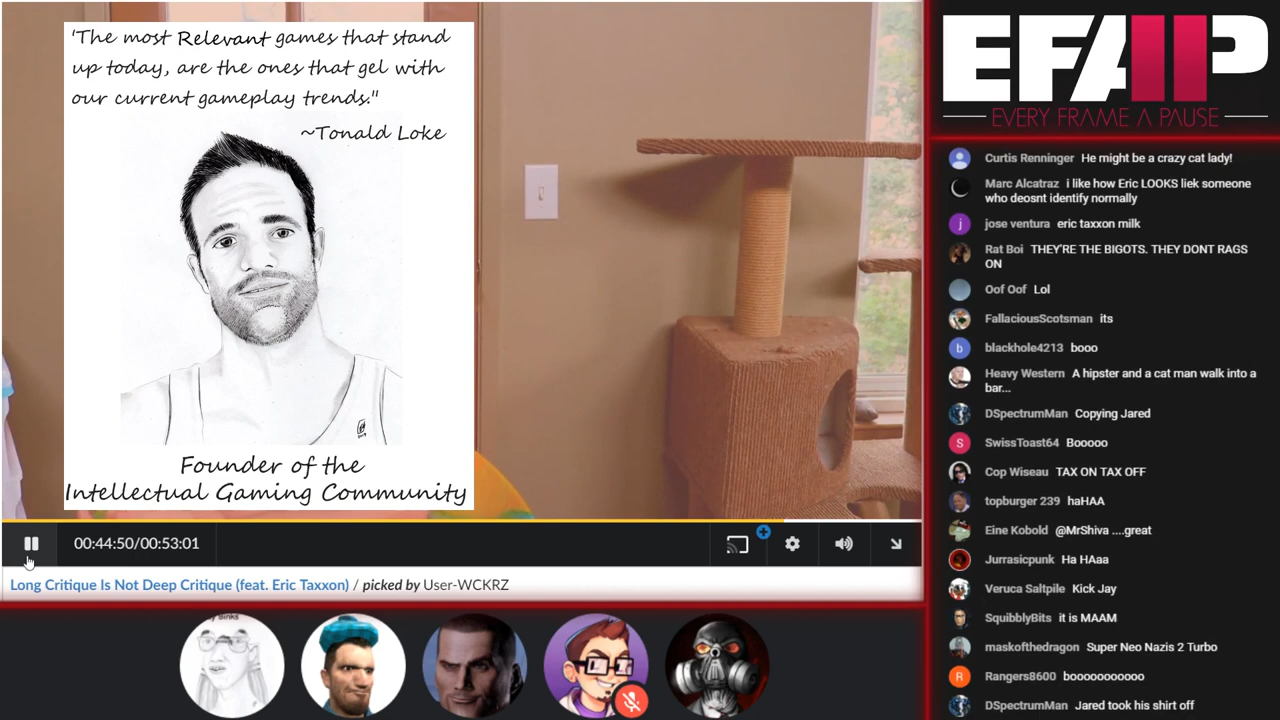 'The most Relevant games that stand
up today, are the ones that gel with
our current gameplay trends."
~Tonald Loke
Founder of the
Intellectual Gaming Community
00:44:50/00:53:01
Long Critique Is Not Deep Critique (feat. Eric Taxxon) / picked by User-WCKRZ
EFAP
EVERY FRAME A PAUSE
Curtis Renninger He might be a crazy cat lady!
Marc Alcatraz i like how Eric LOOKS liek someone
who deosnt identify normally
j jose ventura eric taxxon milk
Rat Boi THEY'RE THE BIGOTS. THEY DONT RAGS
ON
Oof Oof Lol
FallaciousScotsman its
b blackhole4213 booo
Heavy Western A hipster and a cat man walk into a
bar...
DSpectrumMan Copying Jared
S SwissToast64 Booooo
Cop Wiseau TAX ON TAX OFF
topburger 239 haHAA
Eine Kobold @MrShiva ....great
Jurrasicpunk Ha HAaa
Veruca Saltpile Kick Jay
SquibblyBits it is MAAM
maskofthedragon Super Neo Nazis 2 Turbo
R Rangers8600 booooooooooo
DSpectrumMan Jared took his shirt off